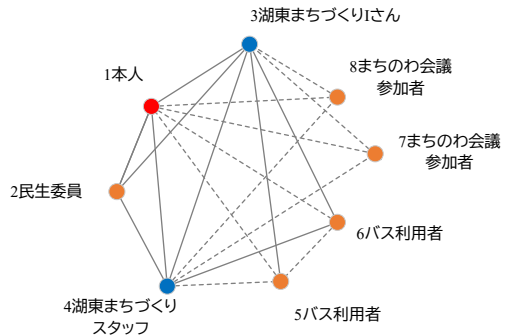 3湖東まちづくりIさん
8まちのわ会議
参加者
1本人
7まちのわ会議
参加者
2民生委員
6バス利用者
4湖東まちづくり
スタッフ
5バス利用者